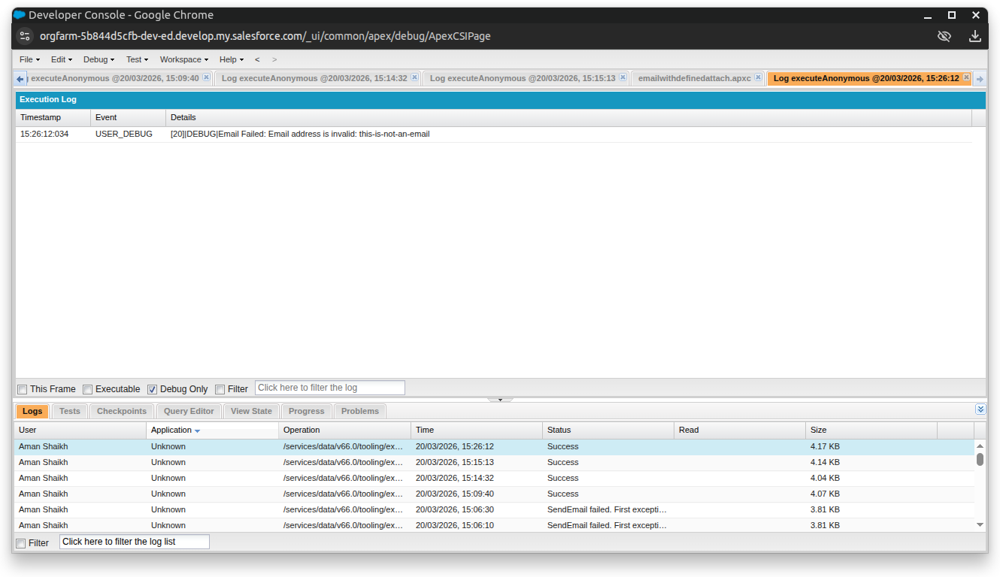 Developer Console - Google Chrome
orgfarm-5b844d5cfb-dev-ed.develop.my.salesforce.com/_ui/common/apex/debug/ApexCSIPage
File Edit Debug Test Workspace Help < >
executeAnonymous @20/03/2026, 15:09:40 Log executeAnonymous @20/03/2026, 15:14:32 Log executeAnonymous @20/03/2026, 15:15:13 emailwithdefinedattach.apxc Log executeAnonymous @20/03/2026, 15:26:12
Execution Log
Timestamp Event Details
15:26:12:034 USER_DEBUG [20]|DEBUG|Email Failed: Email address is invalid: this-is-not-an-email
This Frame Executable Debug Only Filter Click here to filter the log
Logs Tests Checkpoints Query Editor View State Progress Problems
User Application Operation Time Status Read Size
Aman Shaikh Unknown /services/data/v66.0/tooling/ex... 20/03/2026, 15:26:12 Success 4.17 KB
Aman Shaikh Unknown /services/data/v66.0/tooling/ex... 20/03/2026, 15:15:13 Success 4.14 KB
Aman Shaikh Unknown /services/data/v66.0/tooling/ex... 20/03/2026, 15:14:32 Success 4.04 KB
Aman Shaikh Unknown /services/data/v66.0/tooling/ex... 20/03/2026, 15:09:40 Success 4.07 KB
Aman Shaikh Unknown /services/data/v66.0/tooling/ex... 20/03/2026, 15:06:30 SendEmail failed. First excepti... 3.81 KB
Aman Shaikh Unknown /services/data/v66.0/tooling/ex... 20/03/2026, 15:06:10 SendEmail failed. First excepti... 3.81 KB
Filter Click here to filter the log list